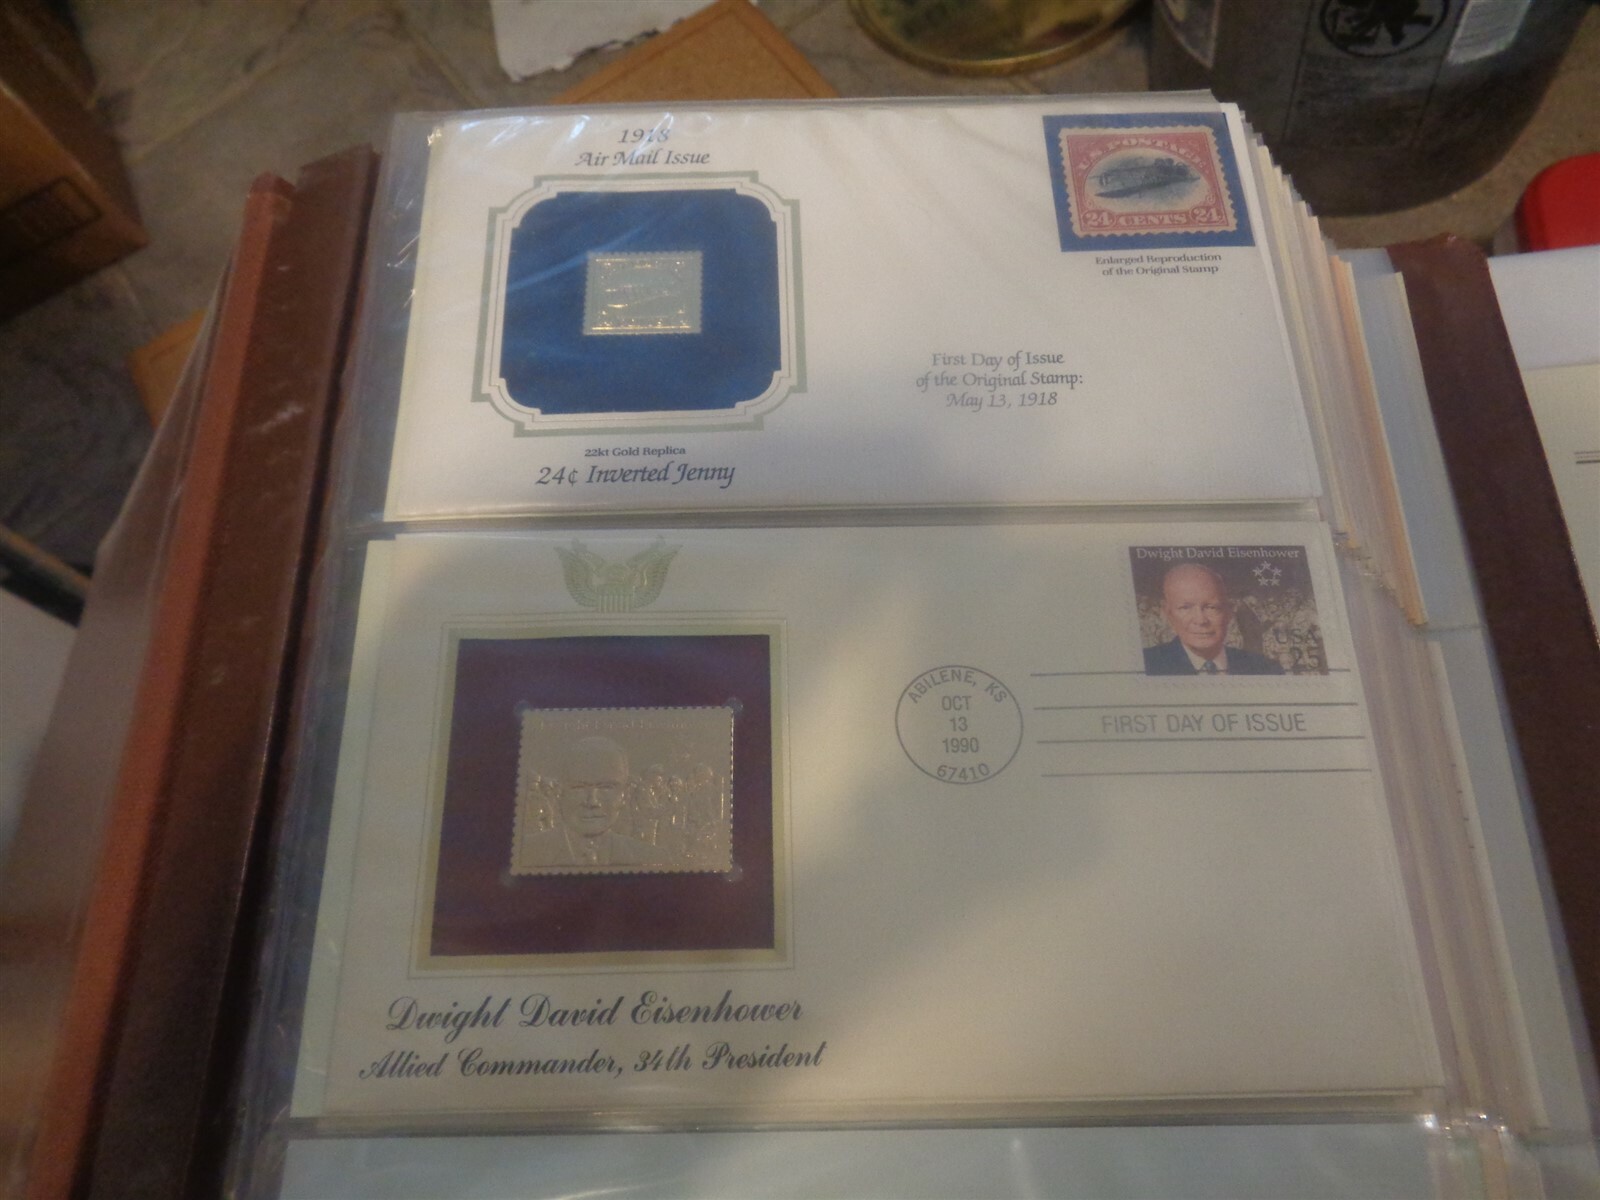 1918
Air Mail Issue
U.S. POSTAGE
24 CENTS 24
Enlarged Reproduction
of the Original Stamp
First Day of Issue
of the Original Stamp:
May 13, 1918
22kt Gold Replica
24¢ Inverted Jenny
Dwight David Eisenhower
USA
25
ABILENE, KS
OCT
13
1990
67410
FIRST DAY OF ISSUE
Dwight David Eisenhower
Allied Commander, 34th President